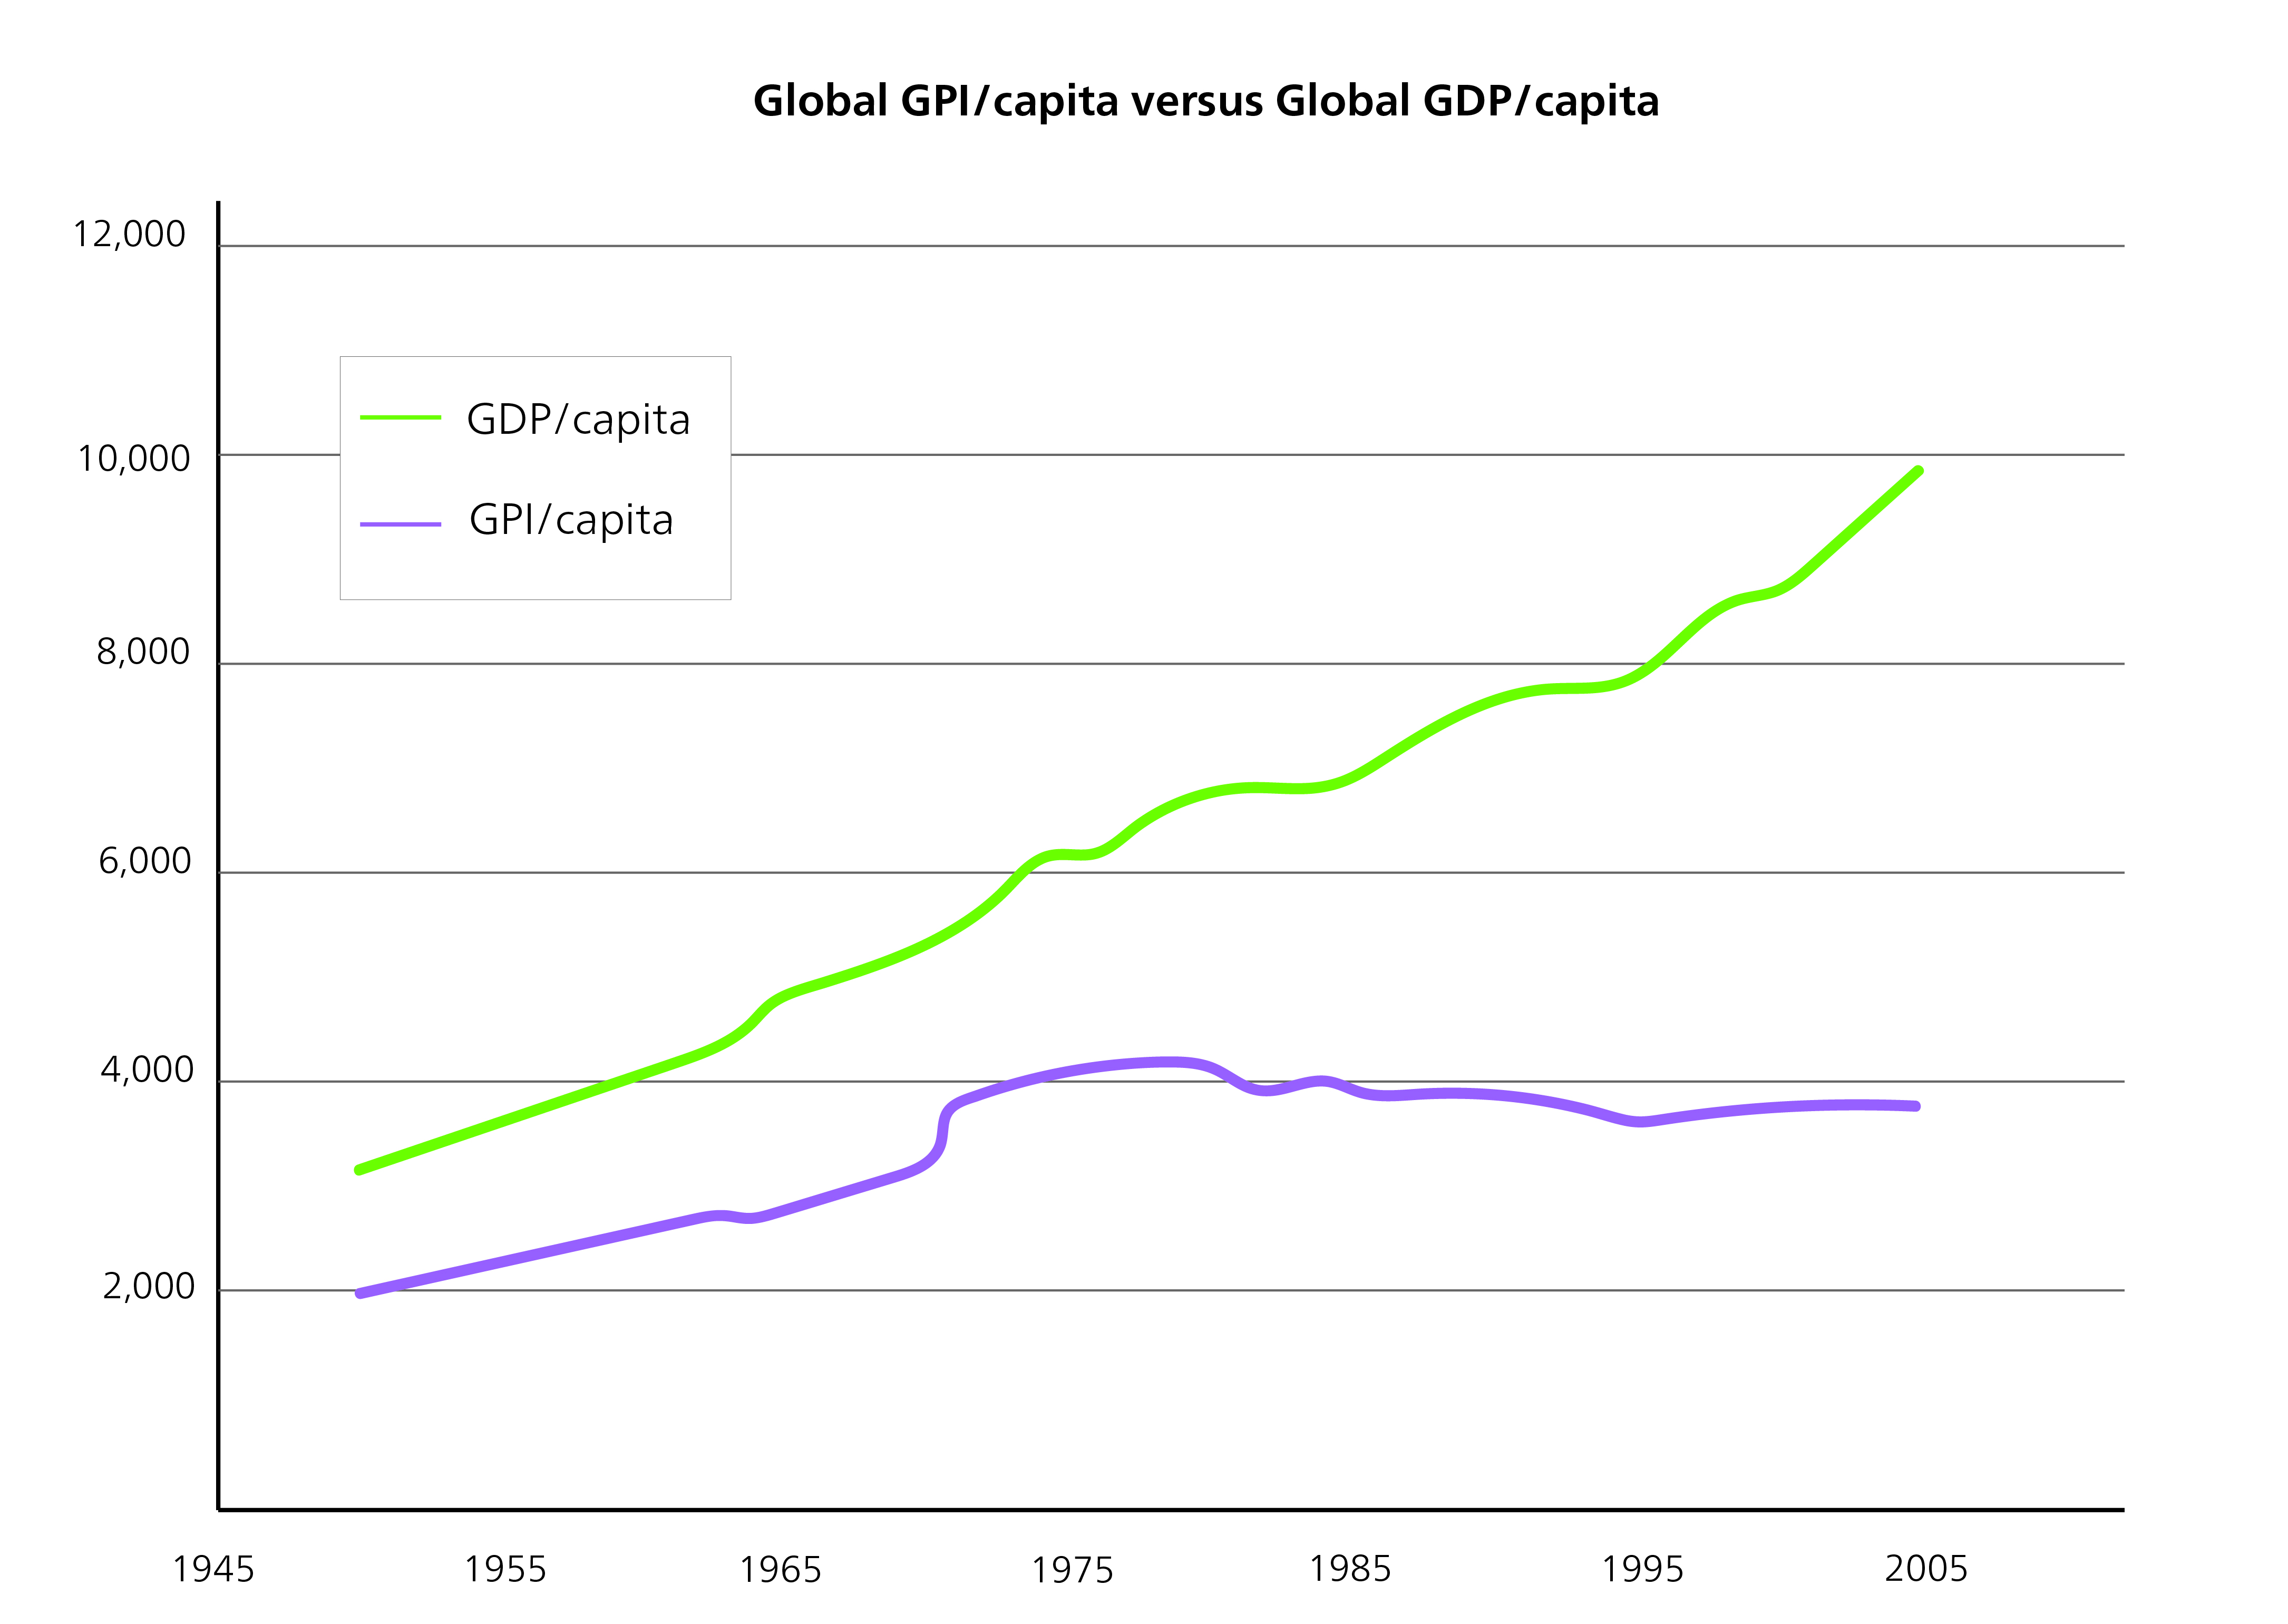 Global GPI/capita versus Global GDP/capita
12,000
GDP/capita
10,000
GPI/capita
8,000
6,000
4,000
2,000
1945 1955 1965 1975 1985 1995 2005